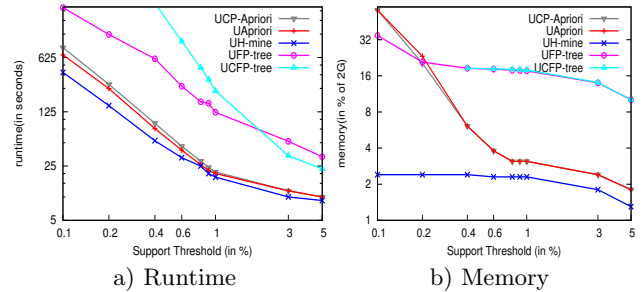 UCP-Apriori
UApriori
UH-mine
UFP-tree
UCFP-tree
runtime(in seconds)
625
125
25
5
0.1 0.2 0.4 0.6 1 3 5
Support Threshold (in %)
a) Runtime
UCP-Apriori
UApriori
UH-mine
UFP-tree
UCFP-tree
memory(in % of 2G)
32
16
8
4
2
1
0.1 0.2 0.4 0.6 1 3 5
Support Threshold (in %)
b) Memory